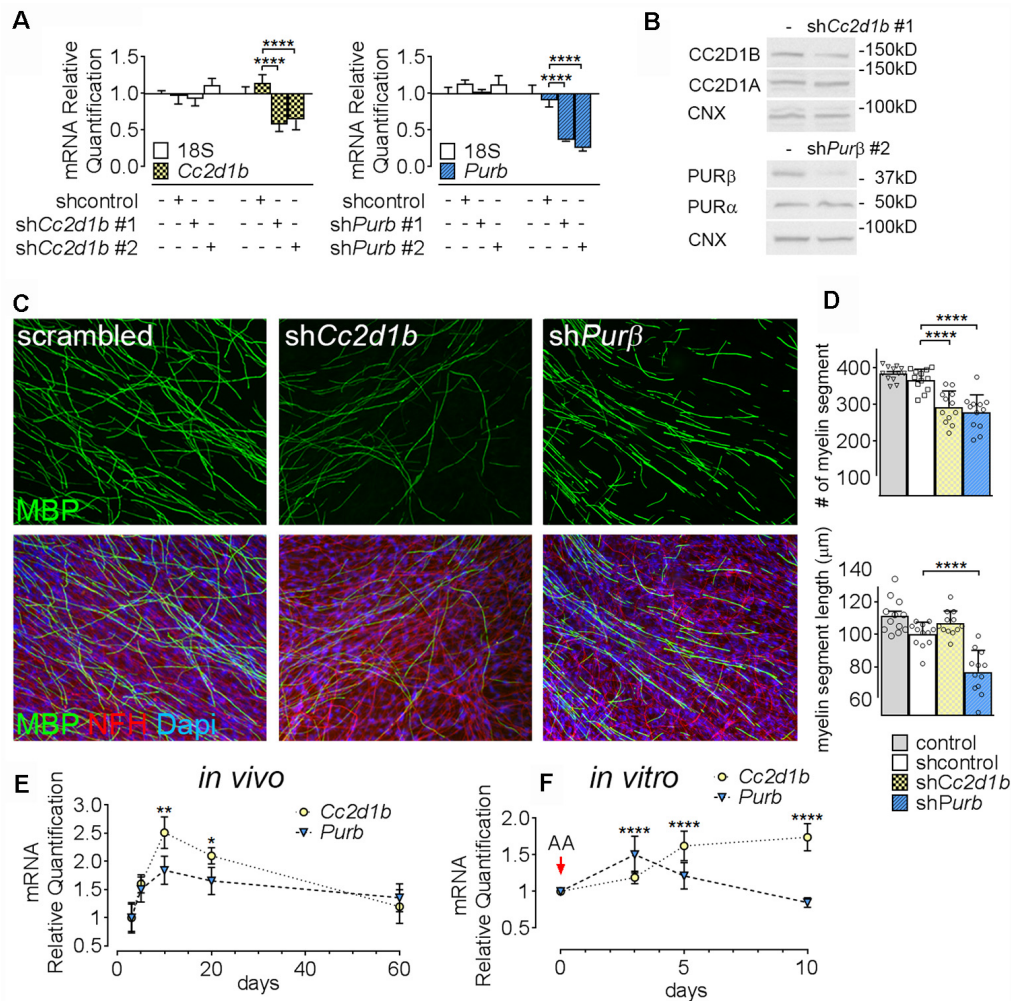 A
mRNA Relative
Quantification
1.5
1.0
0.5
0.0
****
****
18S
Cc2d1b
shcontrol - + - - - + - -
shCc2d1b #1 - - + - - - + -
shCc2d1b #2 - - - + - - - +
mRNA Relative
Quantification
1.5
1.0
0.5
0.0
****
****
18S
Purb
shcontrol - + - - - + - -
shPurb #1 - - + - - - + -
shPurb #2 - - - + - - - +
B
- shCc2d1b #1
CC2D1B
-150kD
-150kD
CC2D1A
-100kD
CNX
- shPurβ #2
PURβ
- 37kD
PURα
- 50kD
-100kD
CNX
C
scrambled
shCc2d1b
shPurβ
MBP
MBP NFH Dapi
D
# of myelin segment
400
300
200
100
****
****
myelin segment length (μm)
140
120
100
80
60
****
control
shcontrol
shCc2d1b
shPurb
E
in vivo
mRNA
Relative Quantification
3.0
2.5
2.0
1.5
1
0.5
**
*
Cc2d1b
Purb
0 20 40 60
days
F
in vitro
mRNA
Relative Quantification
2.0
1.5
1
0.5
AA
****
****
****
Cc2d1b
Purb
0 5 10
days